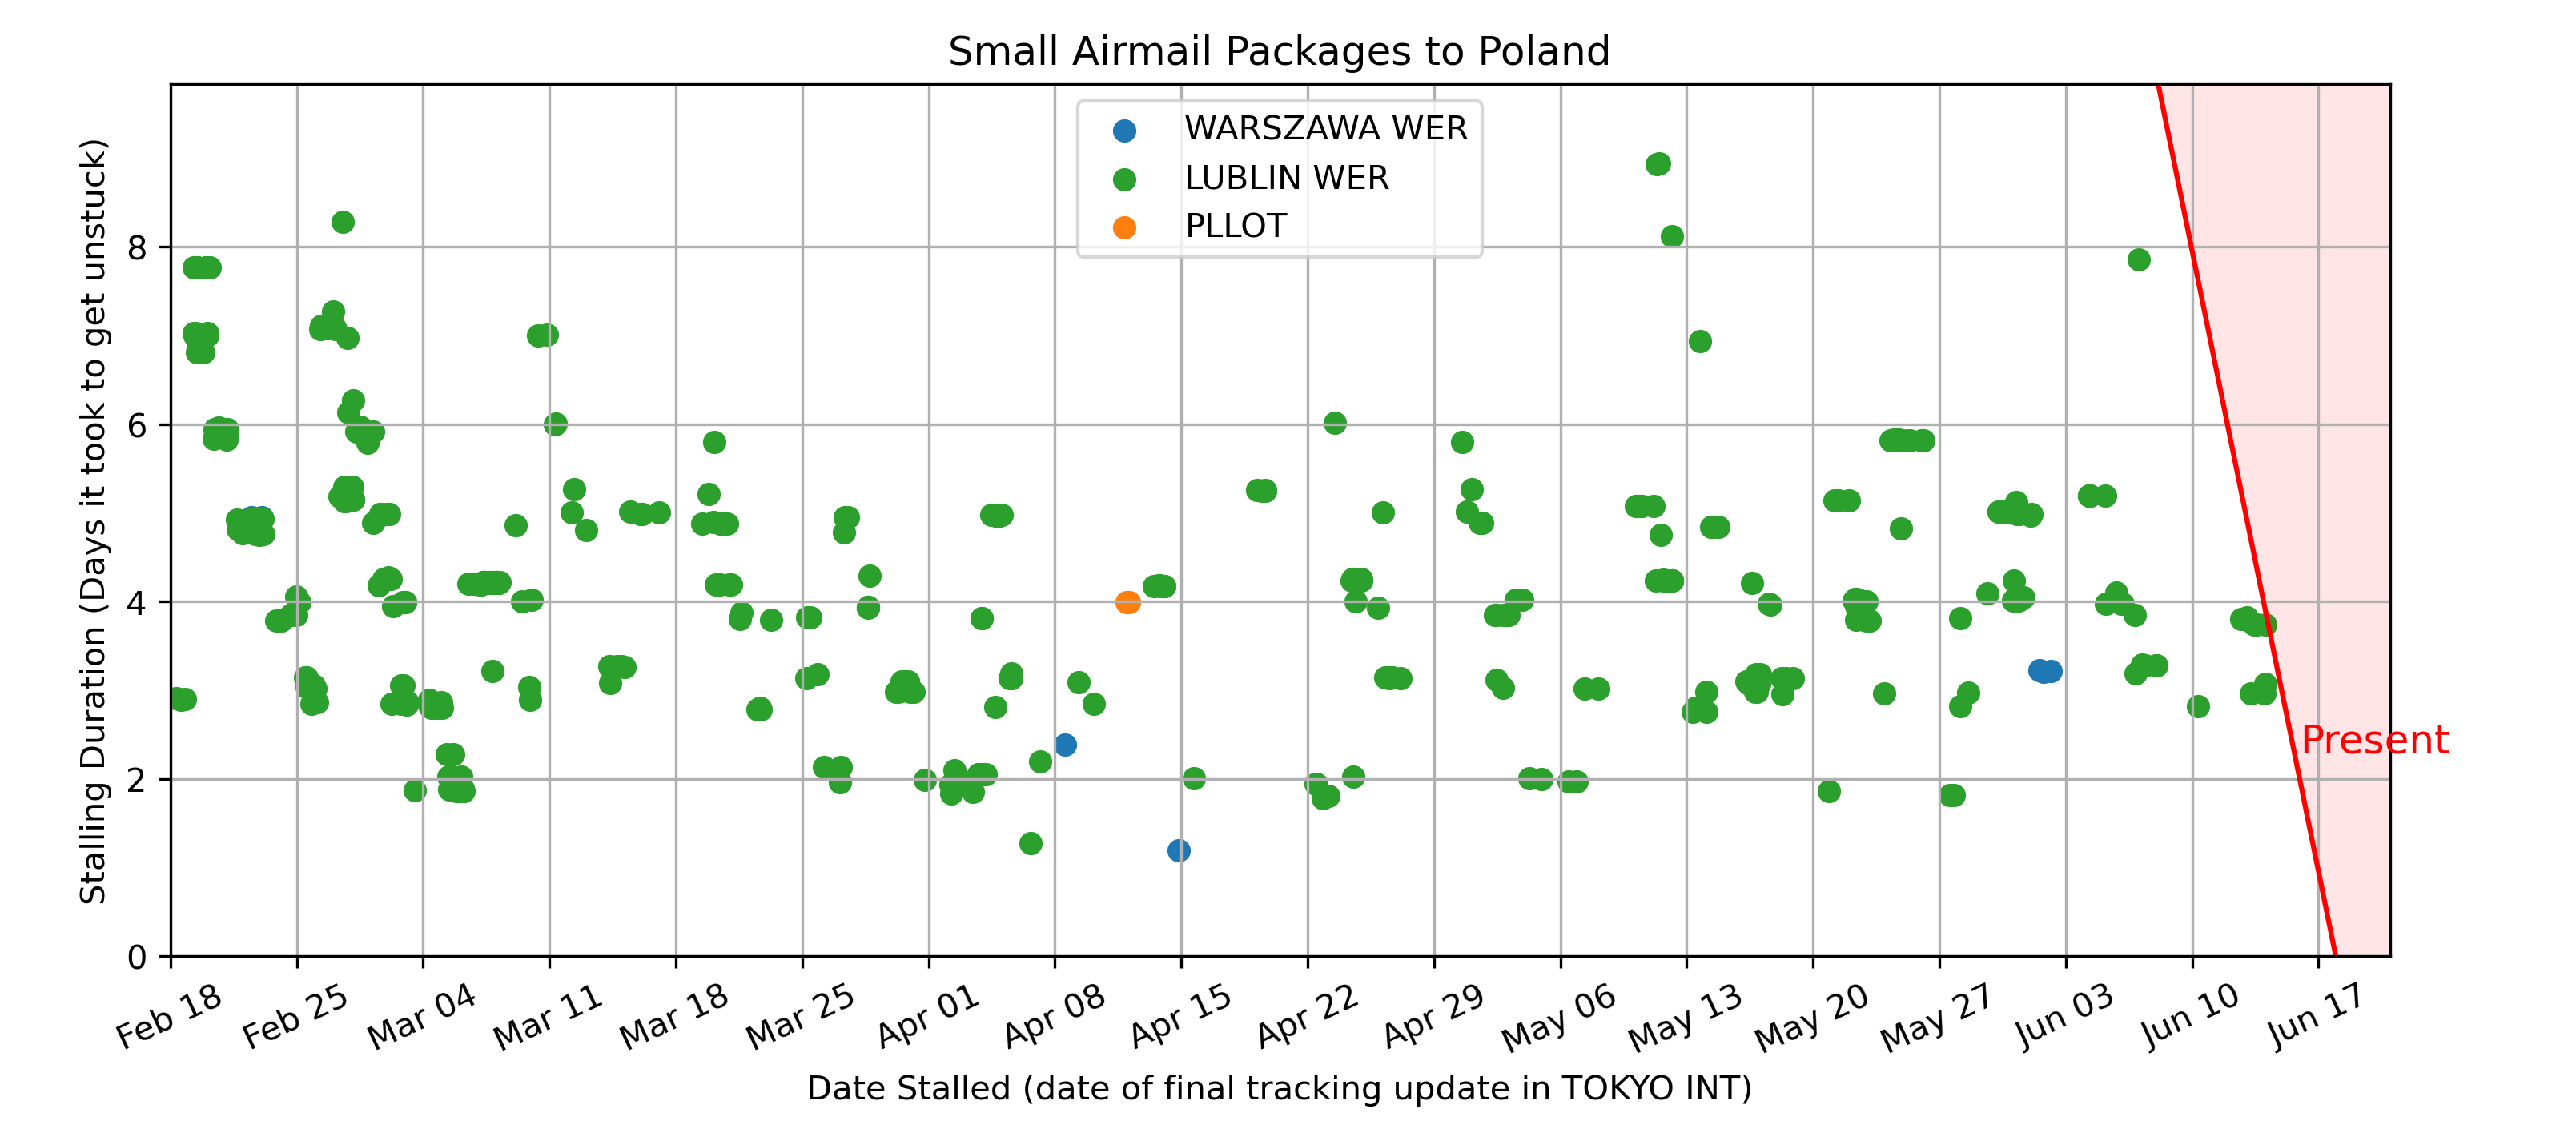 Small Airmail Packages to Poland
WARSZAWA WER
LUBLIN WER
PLLOT
Stalling Duration (Days it took to get unstuck)
8
6
4
2
0
Present
Feb 18
Feb 25
Mar 04
Mar 11
Mar 18
Mar 25
Apr 01
Apr 08
Apr 15
Apr 22
Apr 29
May 06
May 13
May 20
May 27
Jun 03
Jun 10
Jun 17
Date Stalled (date of final tracking update in TOKYO INT)